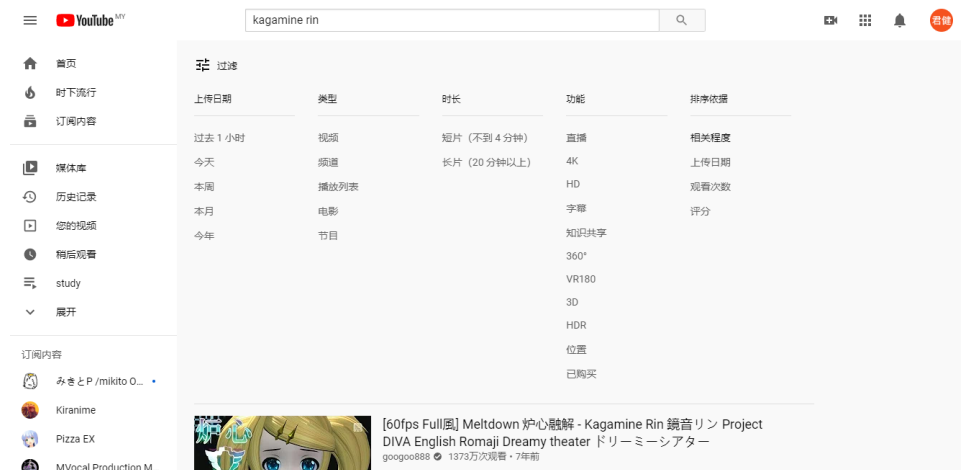 YouTube MY
kagamine rin
君健
首页
时下流行
订阅内容
媒体库
历史记录
您的视频
稍后观看
study
展开
订阅内容
みきとP /mikito O...
Kiranime
Pizza EX
MVocal Production M...
过滤
上传日期
过去 1 小时
今天
本周
本月
今年
类型
视频
频道
播放列表
电影
节目
时长
短片（不到 4 分钟）
长片（20 分钟以上）
功能
直播
4K
HD
字幕
知识共享
360°
VR180
3D
HDR
位置
已购买
排序依据
相关程度
上传日期
观看次数
评分
炉心
[60fps Full風] Meltdown 炉心融解 - Kagamine Rin 鏡音リン Project
DIVA English Romaji Dreamy theater ドリーミーシアター
googoo888 1373万次观看 • 7年前